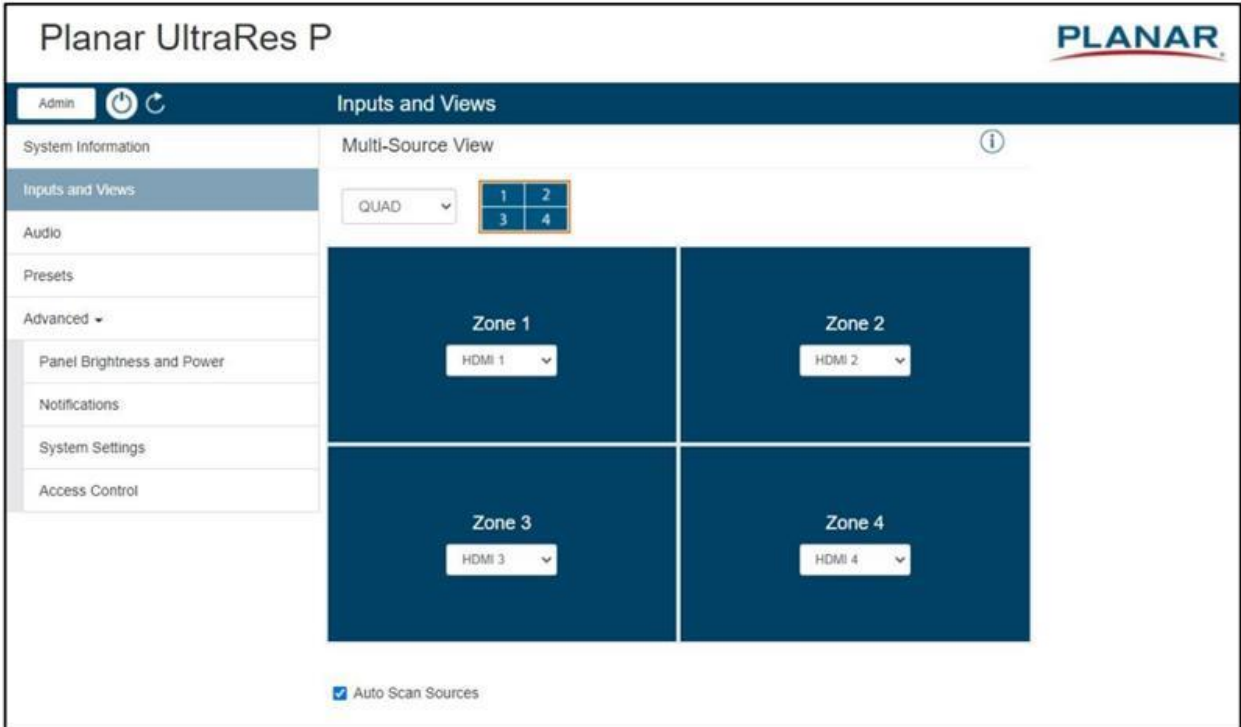 Planar UltraRes P
PLANAR
Admin
Inputs and Views
System Information
Multi-Source View
Inputs and Views
QUAD
1 2
3 4
Audio
Presets
Advanced
Panel Brightness and Power
Notifications
System Settings
Access Control
Zone 1
HDMI 1
Zone 2
HDMI 2
Zone 3
HDMI 3
Zone 4
HDMI 4
Auto Scan Sources